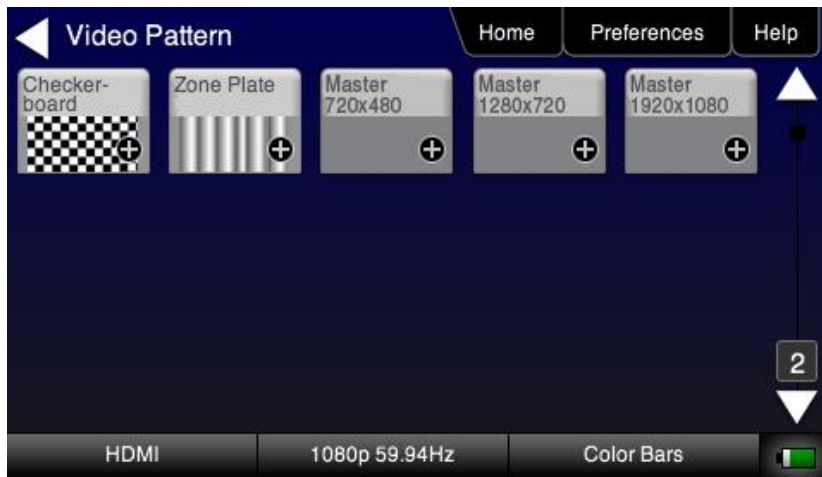 Video Pattern
Home
Preferences
Help
Checker-
board
Zone Plate
Master
720x480
Master
1280x720
Master
1920x1080
2
HDMI
1080p 59.94Hz
Color Bars